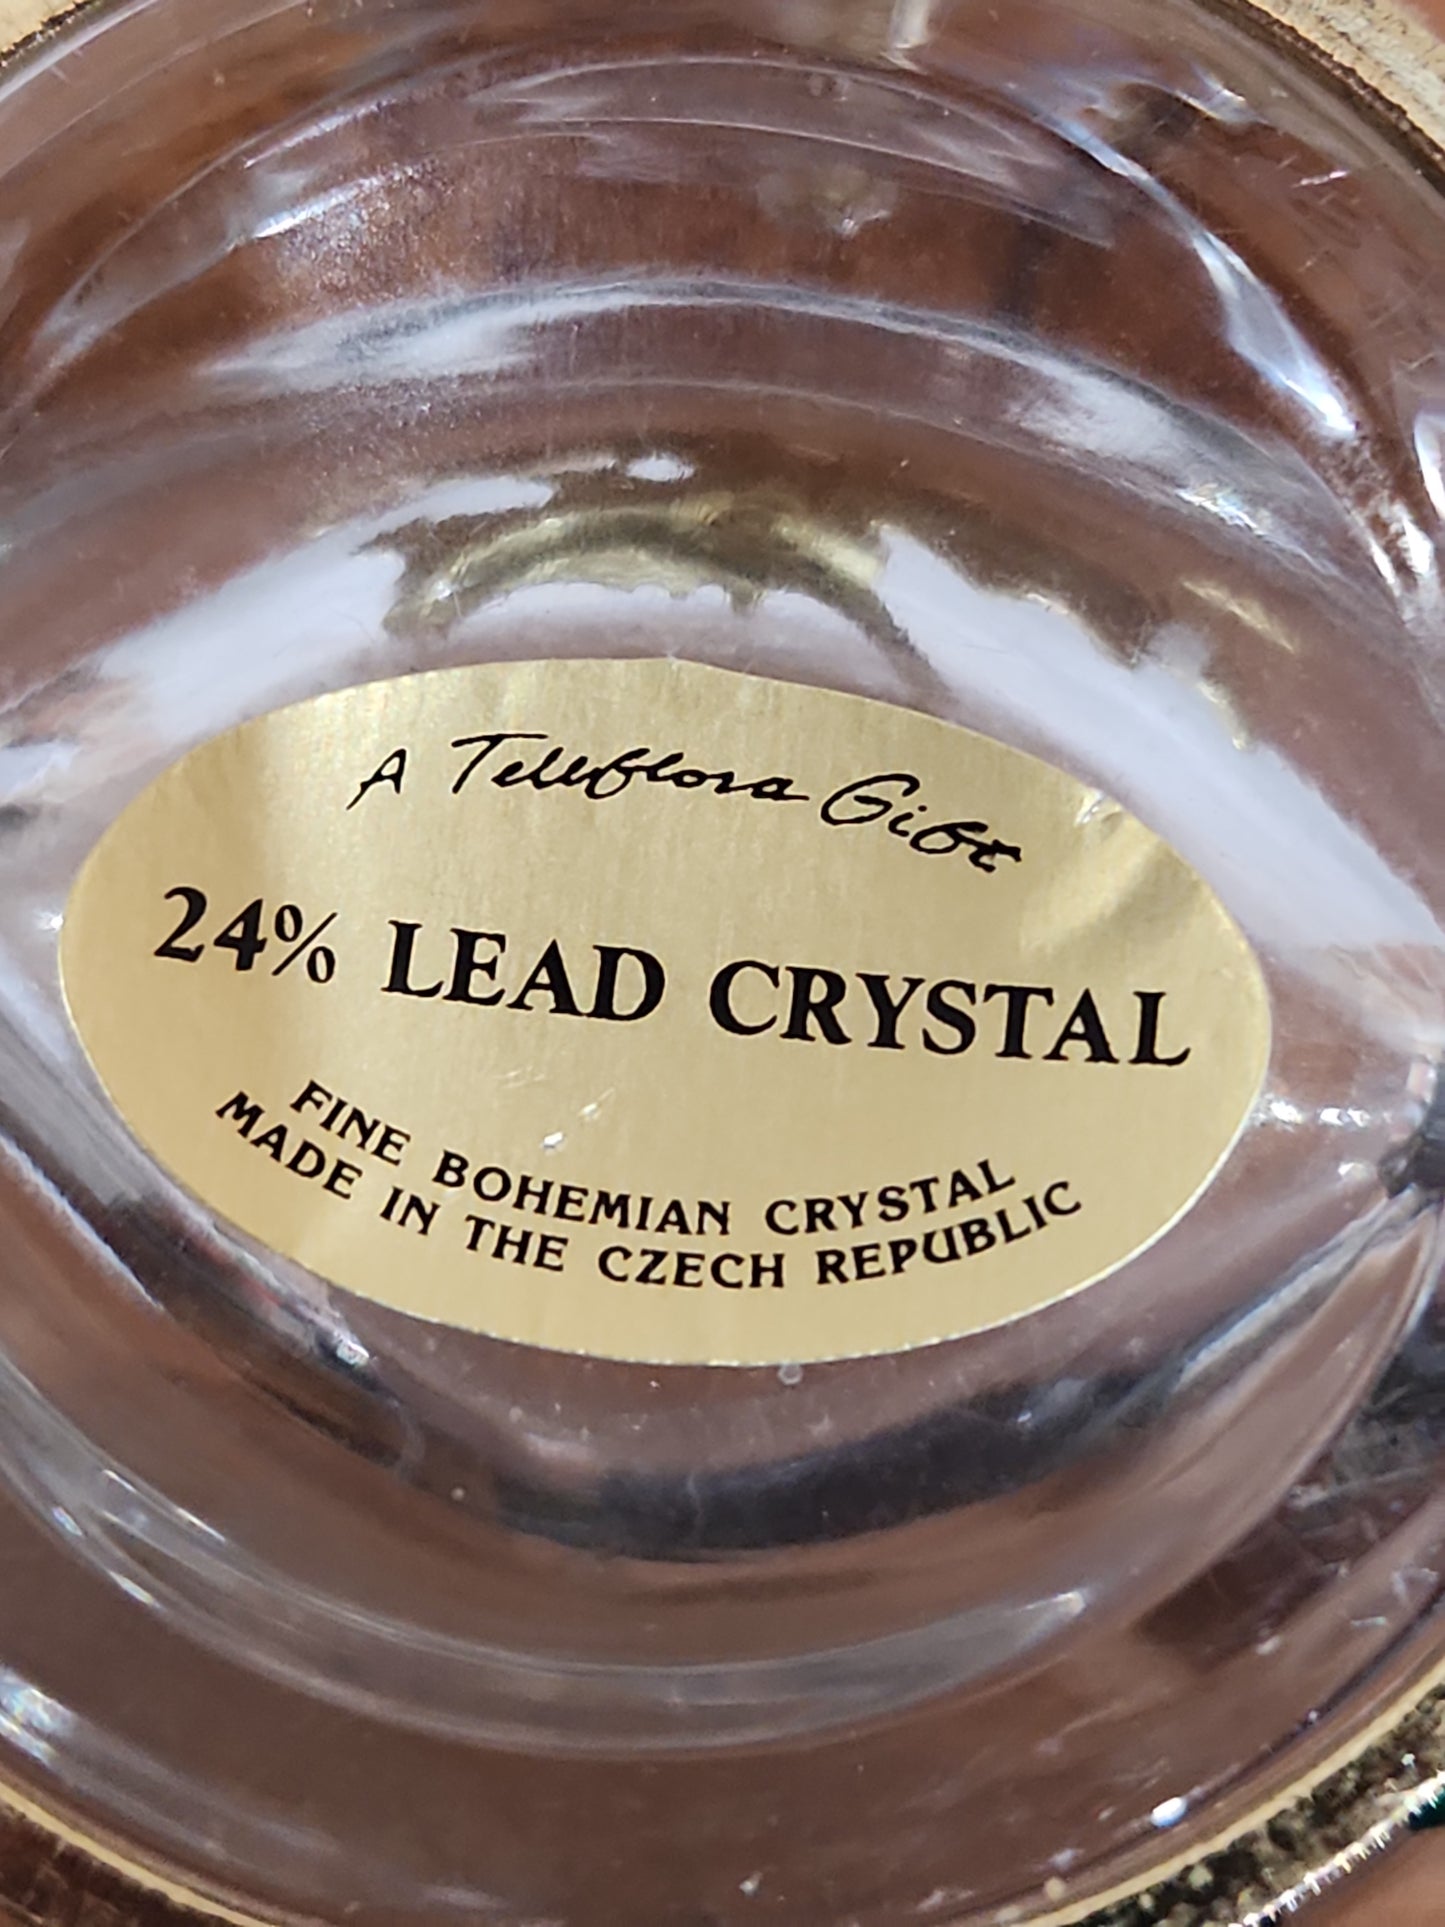 A Teleflora Gift
24% LEAD CRYSTAL
FINE BOHEMIAN CRYSTAL
MADE IN THE CZECH REPUBLIC